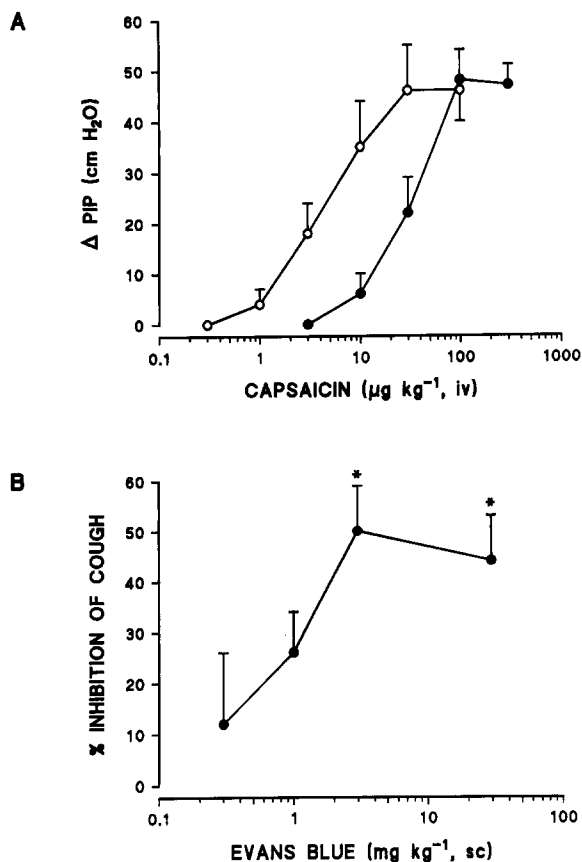 A
60
50
40
30
20
10
0
Δ PIP (cm H₂O)
0.1 1 10 100 1000
CAPSAICIN (µg kg⁻¹, iv)
B
60
50
40
30
20
10
0
% INHIBITION OF COUGH
* *
0.1 1 10 100
EVANS BLUE (mg kg⁻¹, sc)